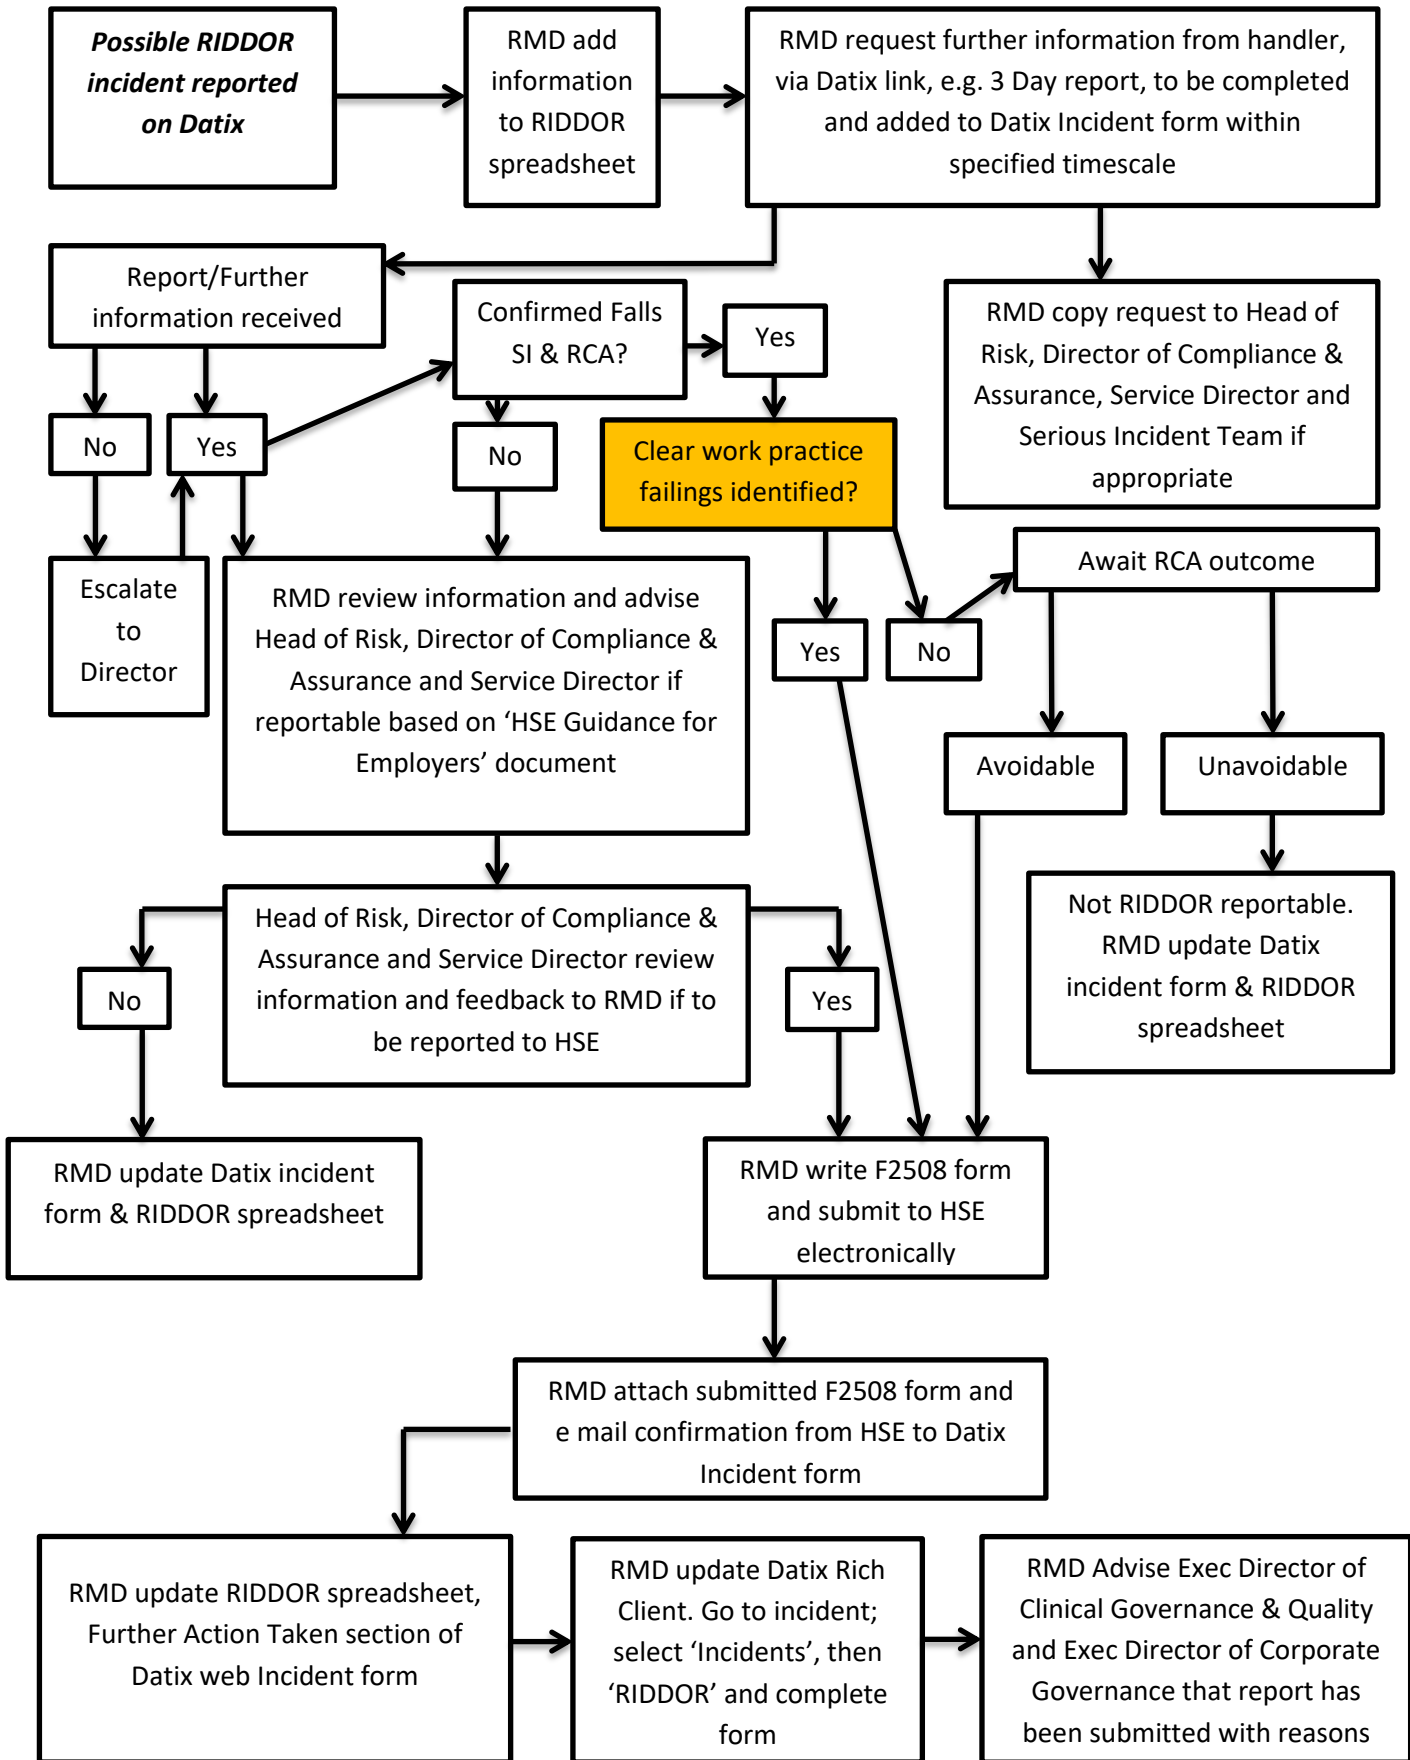 Possible RIDDOR
incident reported
on Datix
RMD add
information
to RIDDOR
spreadsheet
RMD request further information from handler,
via Datix link, e.g. 3 Day report, to be completed
and added to Datix Incident form within
specified timescale
Report/Further
information received
Confirmed Falls
SI & RCA?
Yes
RMD copy request to Head of
Risk, Director of Compliance &
Assurance, Service Director and
Serious Incident Team if
appropriate
No
Yes
No
Clear work practice
failings identified?
Await RCA outcome
Escalate
to
Director
RMD review information and advise
Head of Risk, Director of Compliance &
Assurance and Service Director if
reportable based on ‘HSE Guidance for
Employers’ document
Yes
No
Avoidable
Unavoidable
Head of Risk, Director of Compliance &
Assurance and Service Director review
information and feedback to RMD if to
be reported to HSE
No
Yes
Not RIDDOR reportable.
RMD update Datix
incident form & RIDDOR
spreadsheet
RMD update Datix incident
form & RIDDOR spreadsheet
RMD write F2508 form
and submit to HSE
electronically
RMD attach submitted F2508 form and
e mail confirmation from HSE to Datix
Incident form
RMD update RIDDOR spreadsheet,
Further Action Taken section of
Datix web Incident form
RMD update Datix Rich
Client. Go to incident;
select ‘Incidents’, then
‘RIDDOR’ and complete
form
RMD Advise Exec Director of
Clinical Governance & Quality
and Exec Director of Corporate
Governance that report has
been submitted with reasons